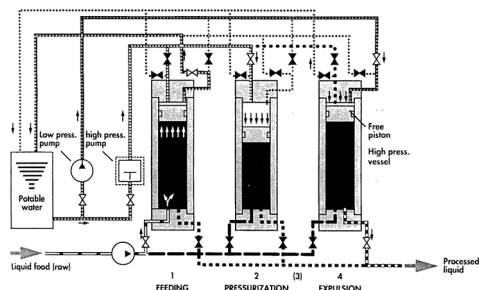 Low press.
pump
high press.
pump
Potable
water
Free
piston
High press.
vessel
Liquid food (raw)
Processed
liquid
1
2
(3)
4
FEEDING
PRESSURIZATION
EXPULSION